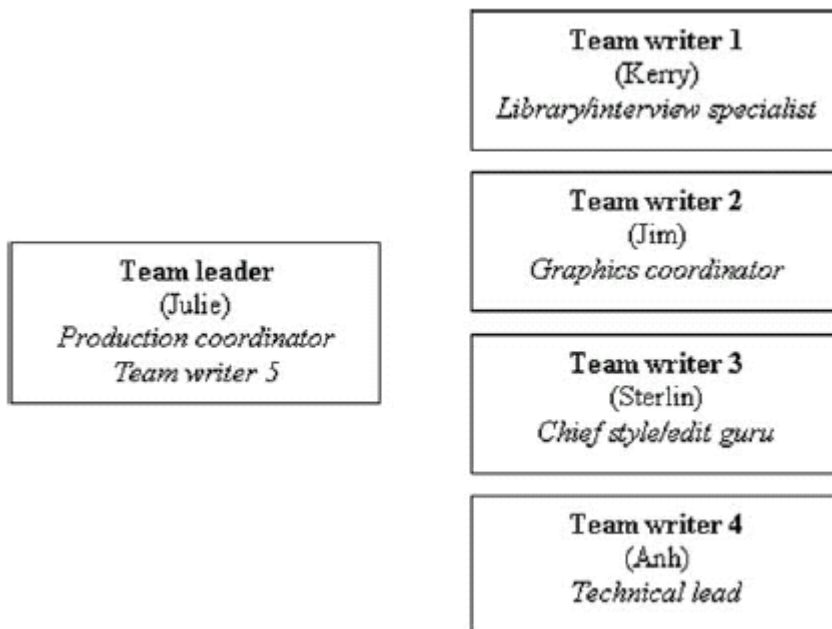 Team writer 1
(Kerry)
Library/interview specialist
Team writer 2
(Jim)
Graphics coordinator
Team leader
(Julie)
Production coordinator
Team writer 5
Team writer 3
(Sterlin)
Chief style/edit guru
Team writer 4
(Anh)
Technical lead